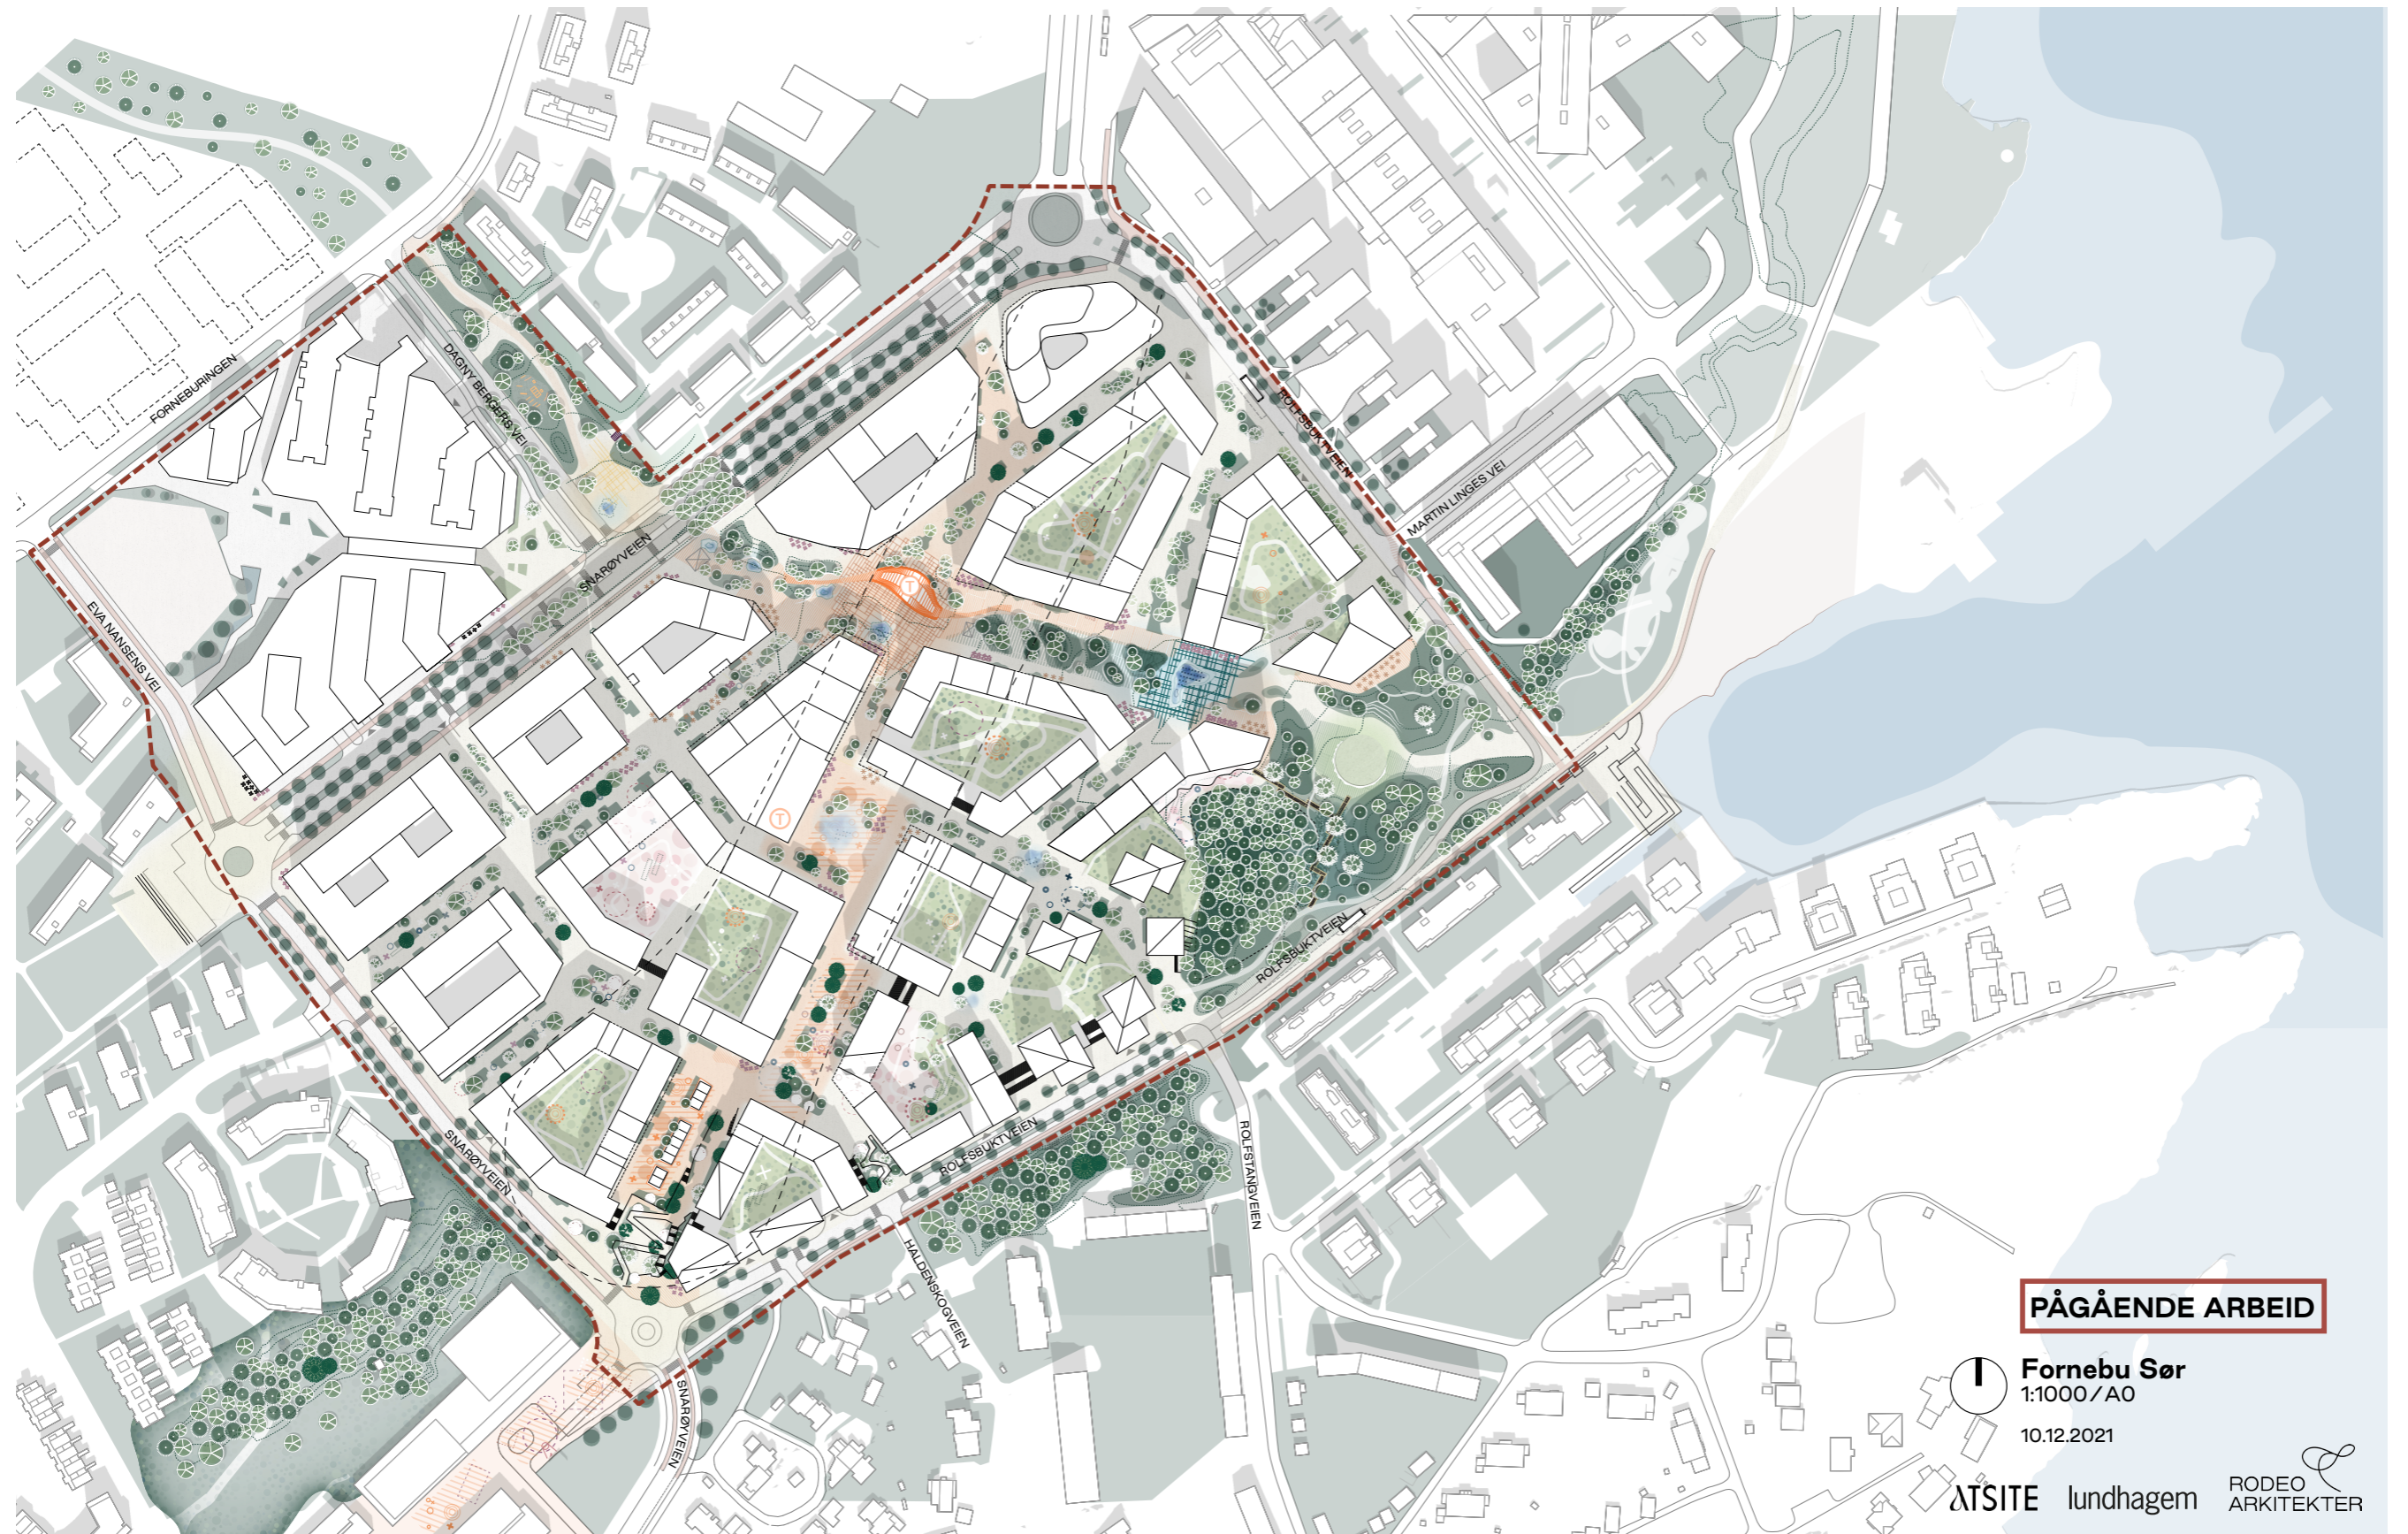 FORNEBURINGEN
DAGNY BERGERS VEI
ROLFSBUKTVEIEN
MARTIN LINGES VEI
SNARØYVEIEN
T
EVA NANSENS VEI
T
ROLFSBUKTVEIEN
SNARØYVEIEN
ROLFSBUKTVEIEN
ROLFSTANGVEIEN
HALDENSKOGVEIEN
SNARØYVEIEN
PÅGÅENDE ARBEID
Fornebu Sør
1:1000/A0
10.12.2021
ATSITE
lundhagem
RODEO
ARKITEKTER